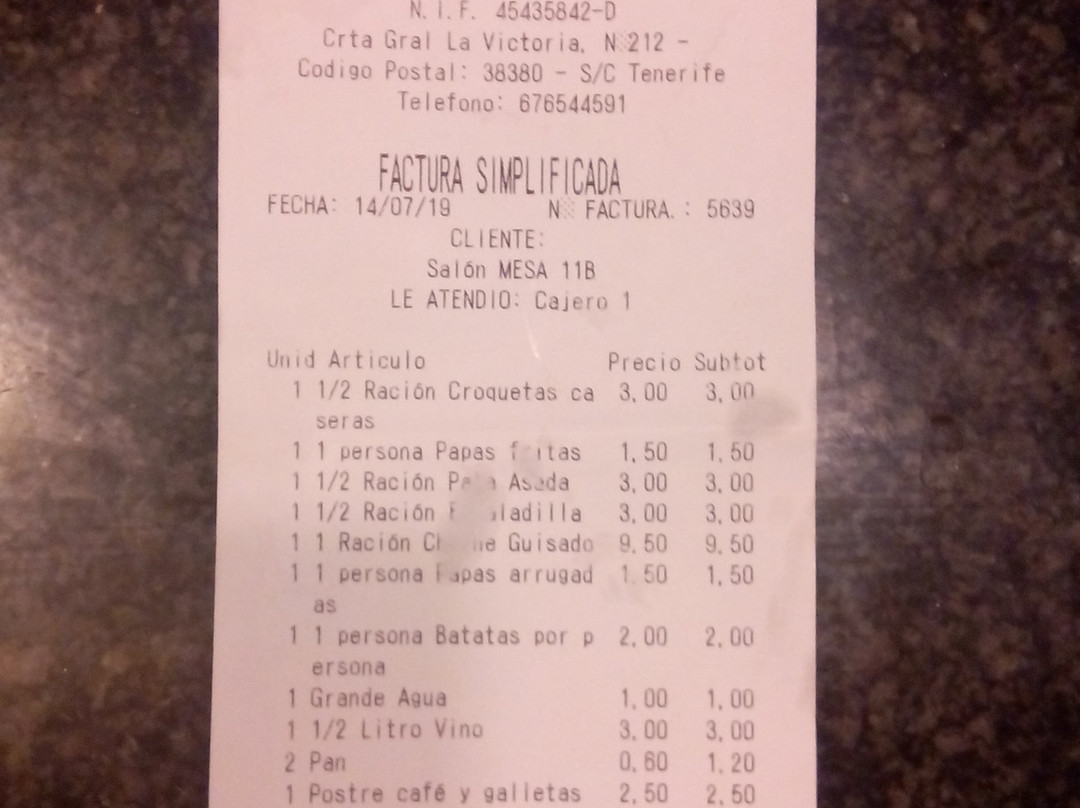 N.I.F. 45435842-D
Crta Gral La Victoria, N 212 -
Codigo Postal: 38380 - S/C Tenerife
Telefono: 676544591
FACTURA SIMPLIFICADA
FECHA: 14/07/19 N FACTURA.: 5639
CLIENTE:
Salón MESA 11B
LE ATENDIO: Cajero 1
Unid Articulo Precio Subtot
1 1/2 Ración Croquetas ca 3,00 3,00
seras
1 1 persona Papas fritas 1,50 1,50
1 1/2 Ración Pata Asada 3,00 3,00
1 1/2 Ración 3,00 3,00
1 1 Ración Guisado 9.50 9.50
1 1 persona Papas arrugad 1.50 1,50
as
1 1 persona Batatas por p 2,00 2,00
ersona
1 Grande Agua 1,00 1,00
1 1/2 Litro Vino 3,00 3,00
2 Pan 0,60 1,20
1 Postre café y galletas 2,50 2,50